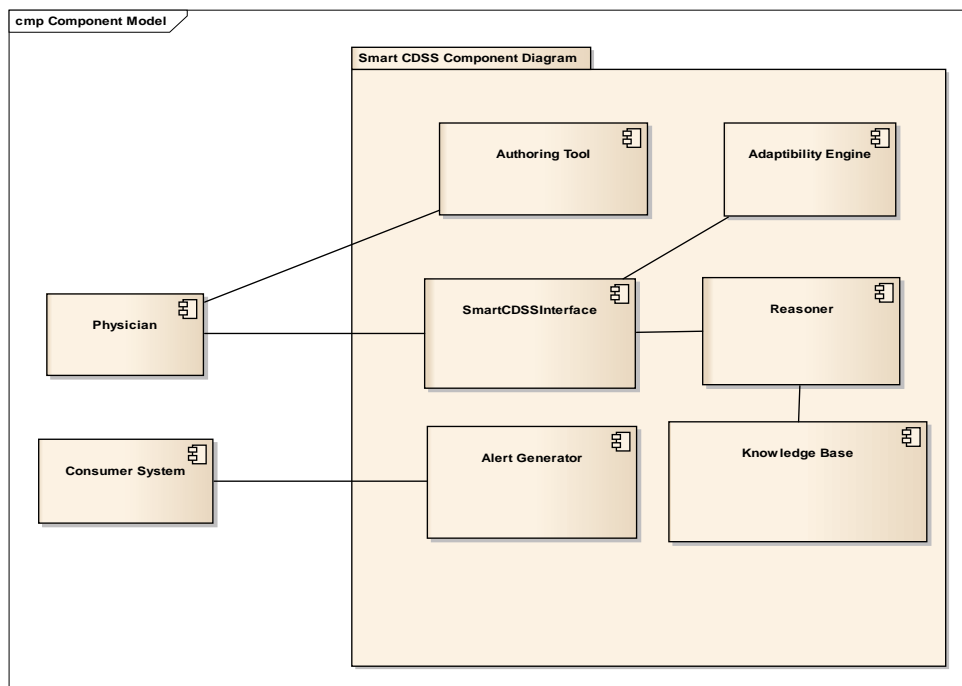 cmp Component Model
Smart CDSS Component Diagram
Authoring Tool
Adaptibility Engine
Physician
SmartCDSSInterface
Reasoner
Consumer System
Alert Generator
Knowledge Base